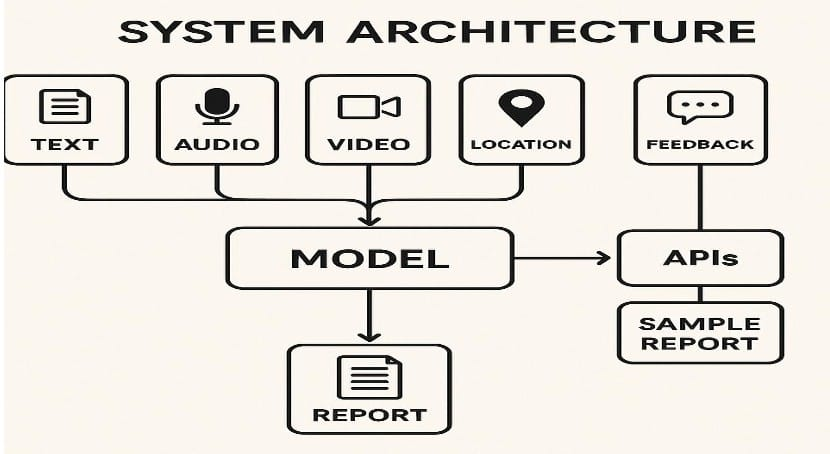 SYSTEM ARCHITECTURE
TEXT
AUDIO
VIDEO
LOCATION
FEEDBACK
MODEL
APIs
SAMPLE
REPORT
REPORT